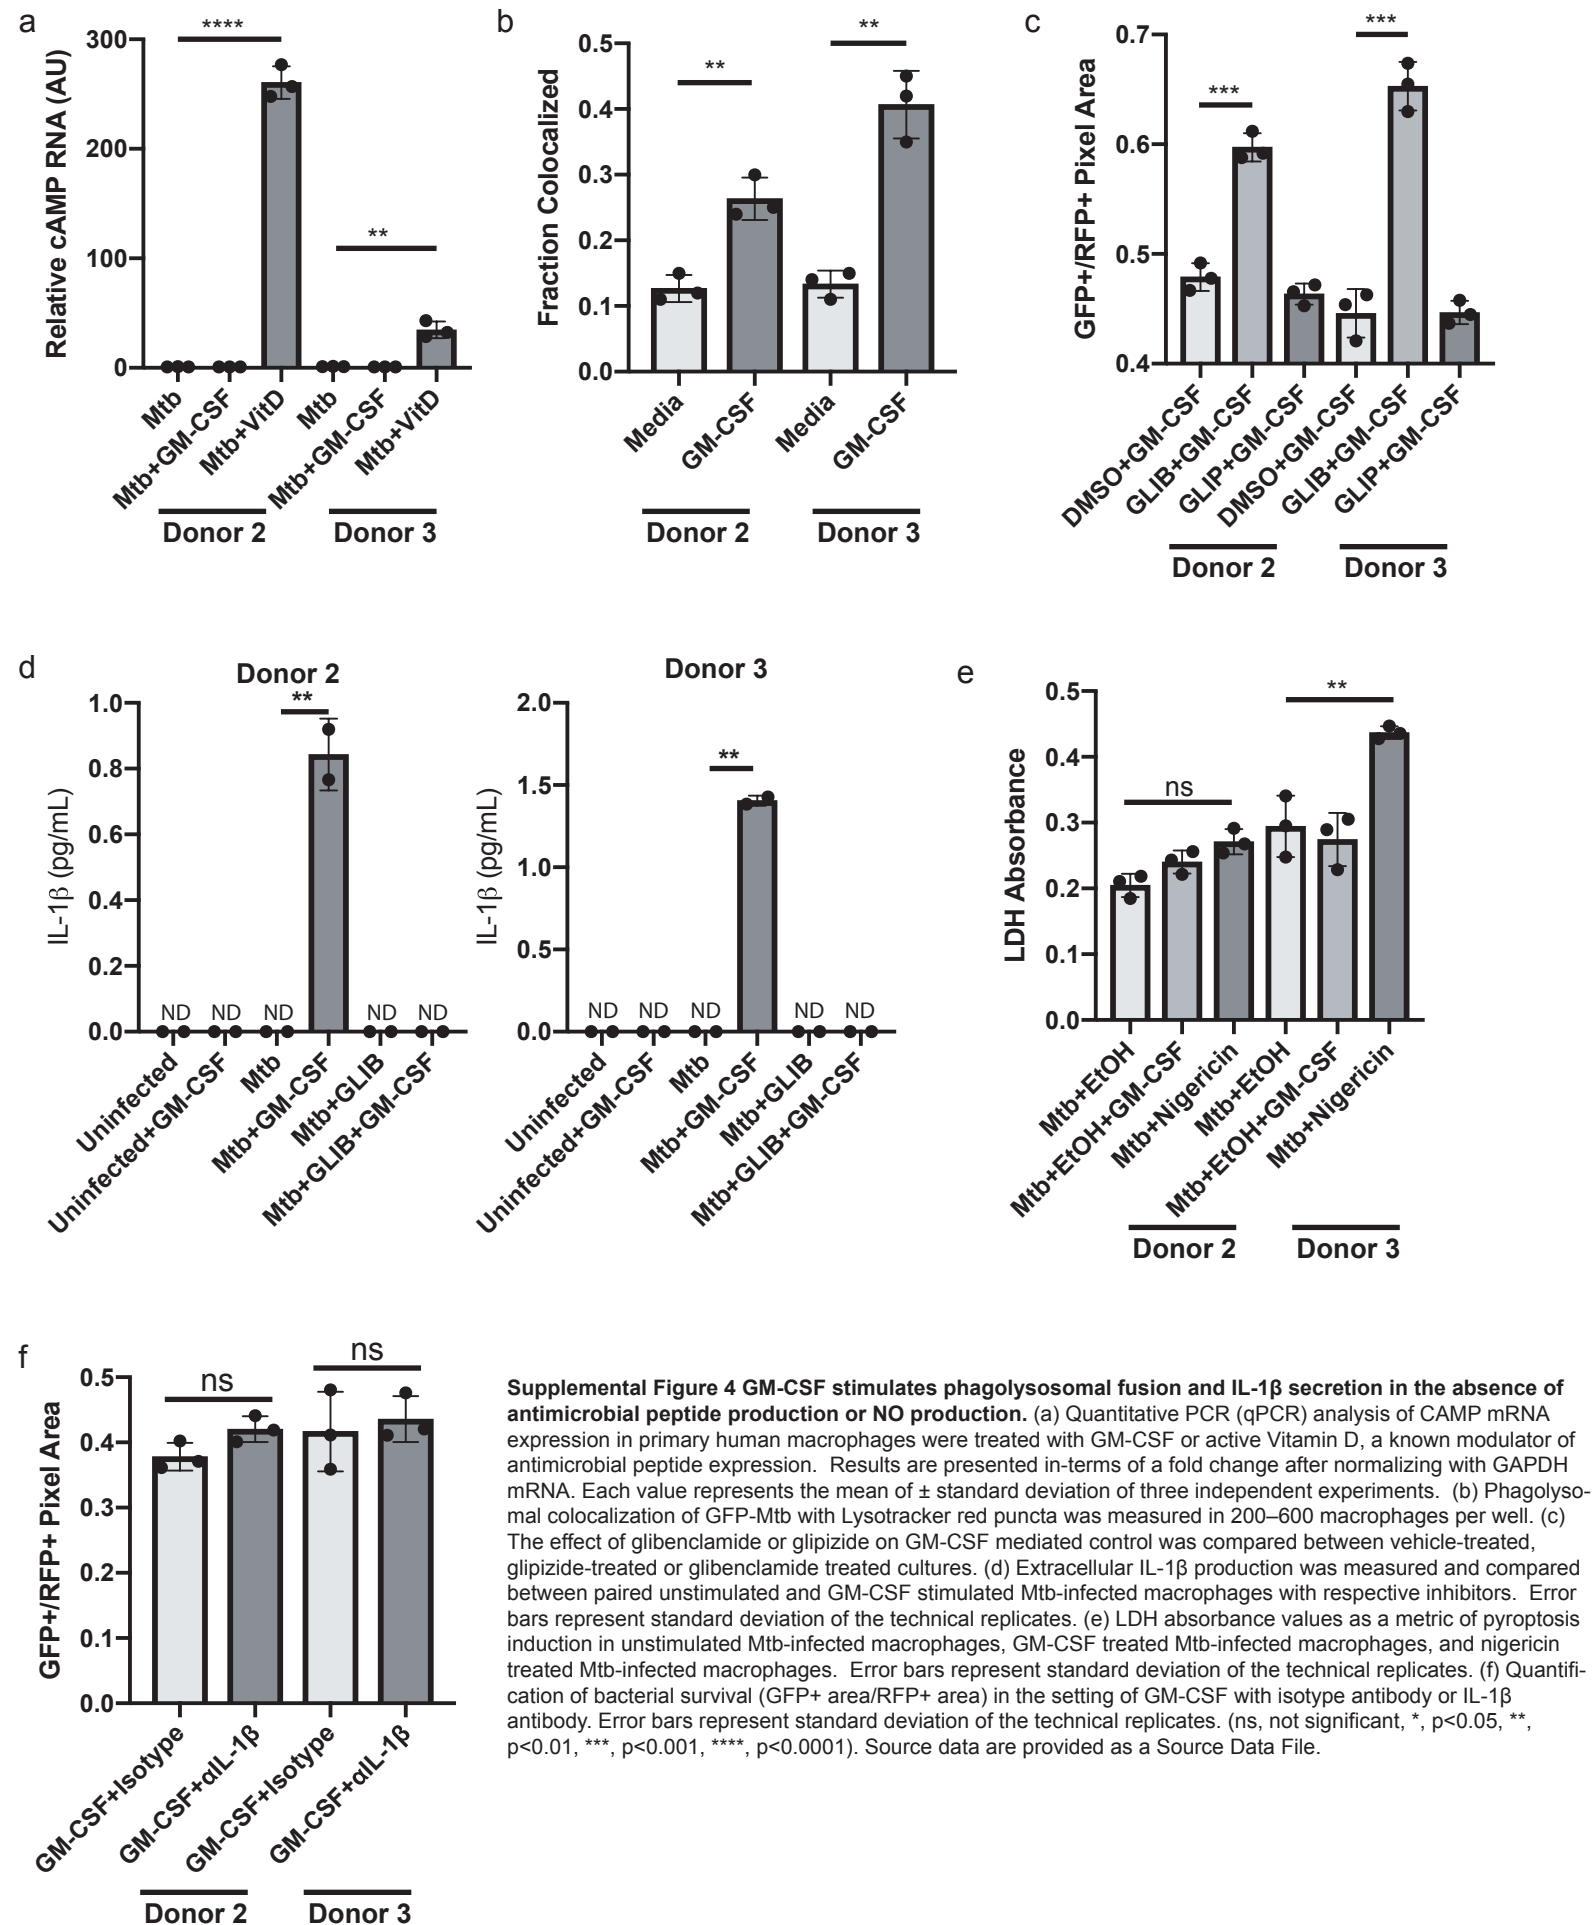 a
****
300
200
100
0
Relative cAMP RNA (AU)
**
Mtb
Mtb+GM-CSF
Mtb+VitD
Mtb
Mtb+GM-CSF
Mtb+VitD
Donor 2
Donor 3
b
**
**
0.5
0.4
0.3
0.2
0.1
0.0
Fraction Colocalized
Media
GM-CSF
Media
GM-CSF
Donor 2
Donor 3
c
***
***
0.7
0.6
0.5
0.4
GFP+/RFP+ Pixel Area
DMSO+GM-CSF
GLIB+GM-CSF
GLIP+GM-CSF
DMSO+GM-CSF
GLIB+GM-CSF
GLIP+GM-CSF
Donor 2
Donor 3
d
Donor 2
**
1.0
0.8
0.6
0.4
0.2
0.0
IL-1β (pg/mL)
ND
ND
ND
ND
ND
Uninfected
Uninfected+GM-CSF
Mtb
Mtb+GM-CSF
Mtb+GLIB
Mtb+GLIB+GM-CSF
Donor 3
**
2.0
1.5
1.0
0.5
0.0
IL-1β (pg/mL)
ND
ND
ND
ND
ND
Uninfected
Uninfected+GM-CSF
Mtb
Mtb+GM-CSF
Mtb+GLIB
Mtb+GLIB+GM-CSF
e
ns
**
0.5
0.4
0.3
0.2
0.1
0.0
LDH Absorbance
Mtb+EtOH
Mtb+EtOH+GM-CSF
Mtb+Nigericin
Mtb+EtOH
Mtb+EtOH+GM-CSF
Mtb+Nigericin
Donor 2
Donor 3
f
ns
ns
0.5
0.4
0.3
0.2
0.1
0.0
GFP+/RFP+ Pixel Area
GM-CSF+Isotype
GM-CSF+αIL-1β
GM-CSF+Isotype
GM-CSF+αIL-1β
Donor 2
Donor 3
Supplemental Figure 4 GM-CSF stimulates phagolysosomal fusion and IL-1β secretion in the absence of
antimicrobial peptide production or NO production. (a) Quantitative PCR (qPCR) analysis of CAMP mRNA
expression in primary human macrophages were treated with GM-CSF or active Vitamin D, a known modulator of
antimicrobial peptide expression. Results are presented in-terms of a fold change after normalizing with GAPDH
mRNA. Each value represents the mean of ± standard deviation of three independent experiments. (b) Phagolyso-
mal colocalization of GFP-Mtb with Lysotracker red puncta was measured in 200–600 macrophages per well. (c)
The effect of glibenclamide or glipizide on GM-CSF mediated control was compared between vehicle-treated,
glipizide-treated or glibenclamide treated cultures. (d) Extracellular IL-1β production was measured and compared
between paired unstimulated and GM-CSF stimulated Mtb-infected macrophages with respective inhibitors. Error
bars represent standard deviation of the technical replicates. (e) LDH absorbance values as a metric of pyroptosis
induction in unstimulated Mtb-infected macrophages, GM-CSF treated Mtb-infected macrophages, and nigericin
treated Mtb-infected macrophages. Error bars represent standard deviation of the technical replicates. (f) Quantifi-
cation of bacterial survival (GFP+ area/RFP+ area) in the setting of GM-CSF with isotype antibody or IL-1β
antibody. Error bars represent standard deviation of the technical replicates. (ns, not significant, *, p<0.05, **,
p<0.01, ***, p<0.001, ****, p<0.0001). Source data are provided as a Source Data File.